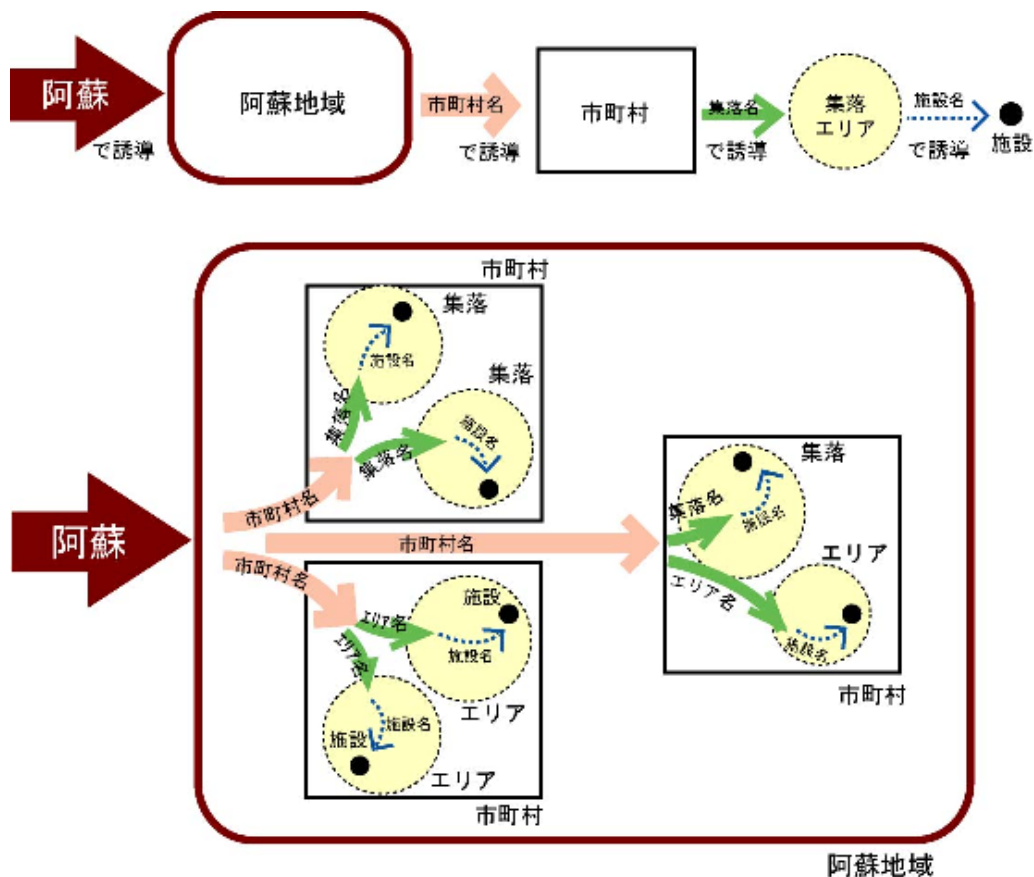 阿蘇
で誘導
阿蘇地域
市町村名
で誘導
市町村
集落名
で誘導
集落
エリア
施設名
で誘導
施設
市町村
集落
施設名
集落名
集落
施設名
集落名
市町村名
阿蘇
市町村名
市町村名
集落
集落名
施設名
エリア
エリア名
施設名
市町村
エリア名
施設
施設名
エリア
エリア名
施設名
施設
エリア
市町村
阿蘇地域